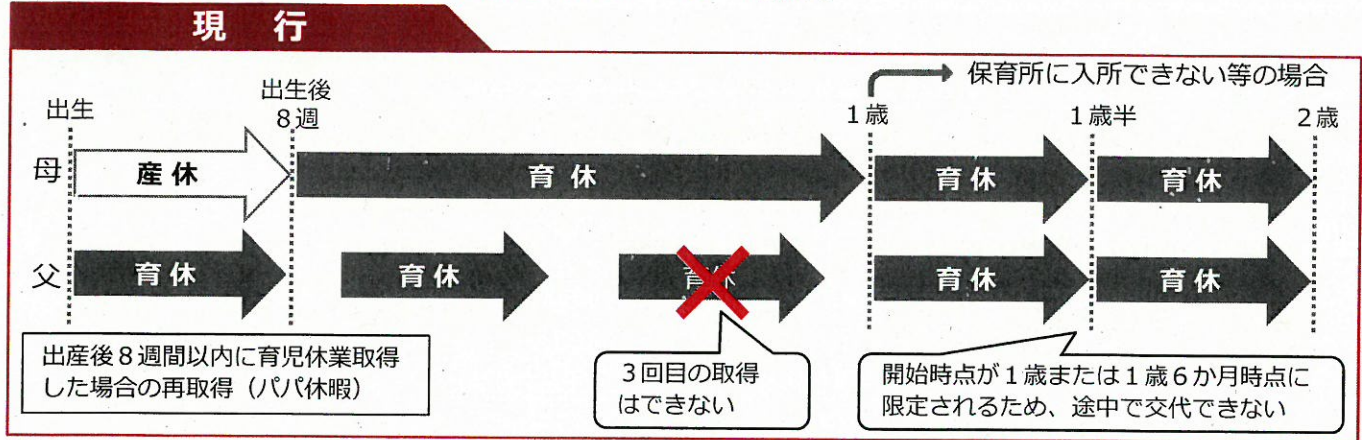 現 行
保育所に入所できない等の場合
出生
出生後
8週
1歳
1歳半
2歳
母
産休
育休
育休
育休
父
育休
育休
育休
育休
育休
出産後8週間以内に育児休業取得
した場合の再取得（パパ休暇）
3回目の取得
はできない
開始時点が1歳または1歳6か月時点に
限定されるため、途中で交代できない